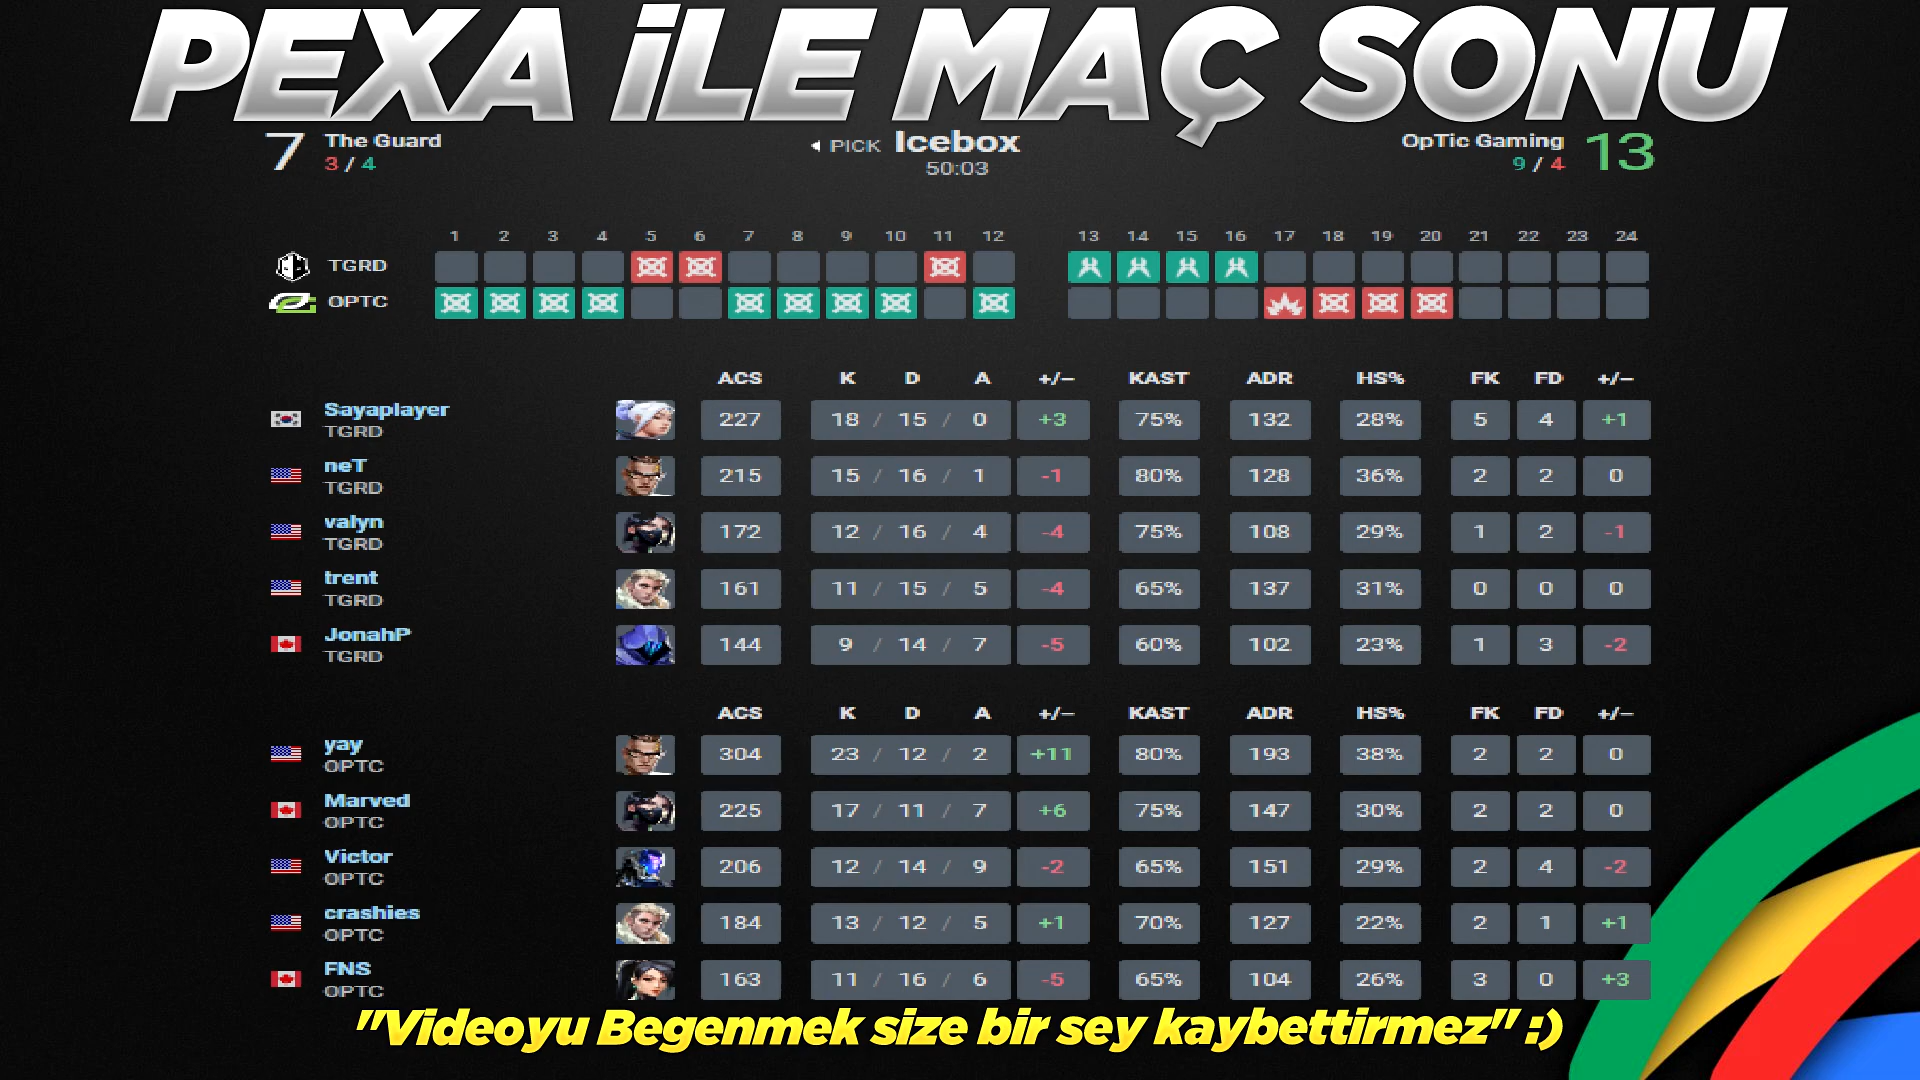 PEXA iLE MAÇ SONU
7 The Guard PICK Icebox OpTic Gaming 13
3 / 4 50:03 9 / 4
1 2 3 4 5 6 7 8 9 10 11 12 13 14 15 16 17 18 19 20 21 22 23 24
TGRD
OPTC
ACS K D A +/– KAST ADR HS% FK FD +/–
Sayaplayer TGRD 227 18 / 15 / 0 +3 75% 132 28% 5 4 +1
neT TGRD 215 15 / 16 / 1 -1 80% 128 36% 2 2 0
valyn TGRD 172 12 / 16 / 4 -4 75% 108 29% 1 2 -1
trent TGRD 161 11 / 15 / 5 -4 65% 137 31% 0 0 0
JonahP TGRD 144 9 / 14 / 7 -5 60% 102 23% 1 3 -2
ACS K D A +/– KAST ADR HS% FK FD +/–
yay OPTC 304 23 / 12 / 2 +11 80% 193 38% 2 2 0
Marved OPTC 225 17 / 11 / 7 +6 75% 147 30% 2 2 0
Victor OPTC 206 12 / 14 / 9 -2 65% 151 29% 2 4 -2
crashies OPTC 184 13 / 12 / 5 +1 70% 127 22% 2 1 +1
FNS OPTC 163 11 / 16 / 6 -5 65% 104 26% 3 0 +3
"Videoyu Begenmek size bir sey kaybettirmez" :)